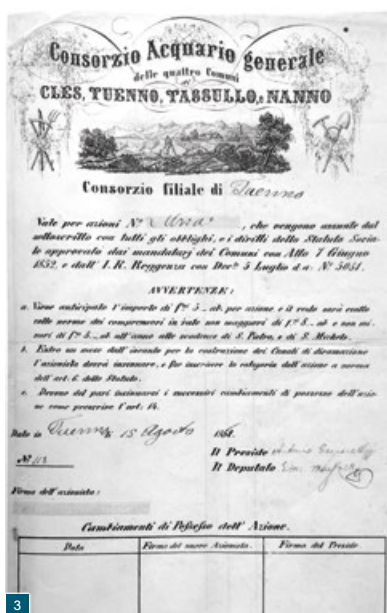 Consorzio Acquario generale
delle quattro Comuni
di
CLES, TUENNO, TASSULLO, e NANNO
Consorzio filiale di Tuenno
Vale per azioni N° Una, che vengono assunte dal
sottoscritto con tutti gli obblighi, e i diritti dello Statuto Socia-
le approvato dai mandatarj dei Comuni con Atto 7 Giugno
1852, e dall' I. R. Reggenza con Dec.to 5 Luglio d. a. N° 5051.
AVVERTENZE:
a. Viene anticipato l'importo di f.ni 5 ab. per azione, e il resto sarà
alle norme dei compromessi in rate non maggiori di f.ni 8 ab. e non mi-
nori di f.ni 5 ab. all'anno alle scadenze di S. Pietro, e di S. Michele.
b. Entro un mese dall' incanto per la costruzione dei Canali di diramazione
l'azionista dovrà insinuare, e far inscrivere la categoria dell' azione a norma
dell' art. 6. dello Statuto.
c. Devono del pari insinuarsi i successivi cambiamenti di possesso dell' azio-
ne come prescrive l'art: 14.
Dato in Tuenno 15 Agosto
Il Preside Antonio
N° 112
Il Deputato
Firma dell' azionista:
Cambiamenti di Possesso dell' Azione.
Data Firma del nuovo Azionista. Firma del Preside
3